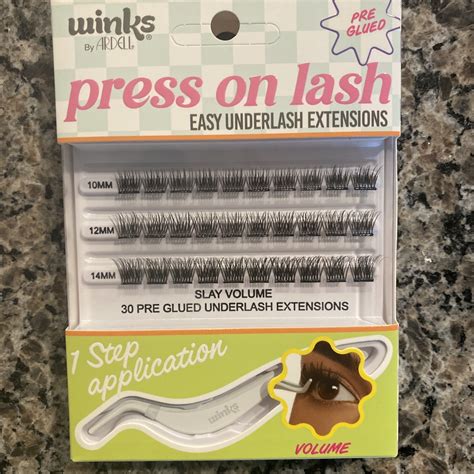 winks®
By ARDELL
PRE
GLUED
press on lash
EASY UNDERLASH EXTENSIONS
10MM
12MM
14MM
SLAY VOLUME
30 PRE GLUED UNDERLASH EXTENSIONS
1 Step
application
winks
VOLUME